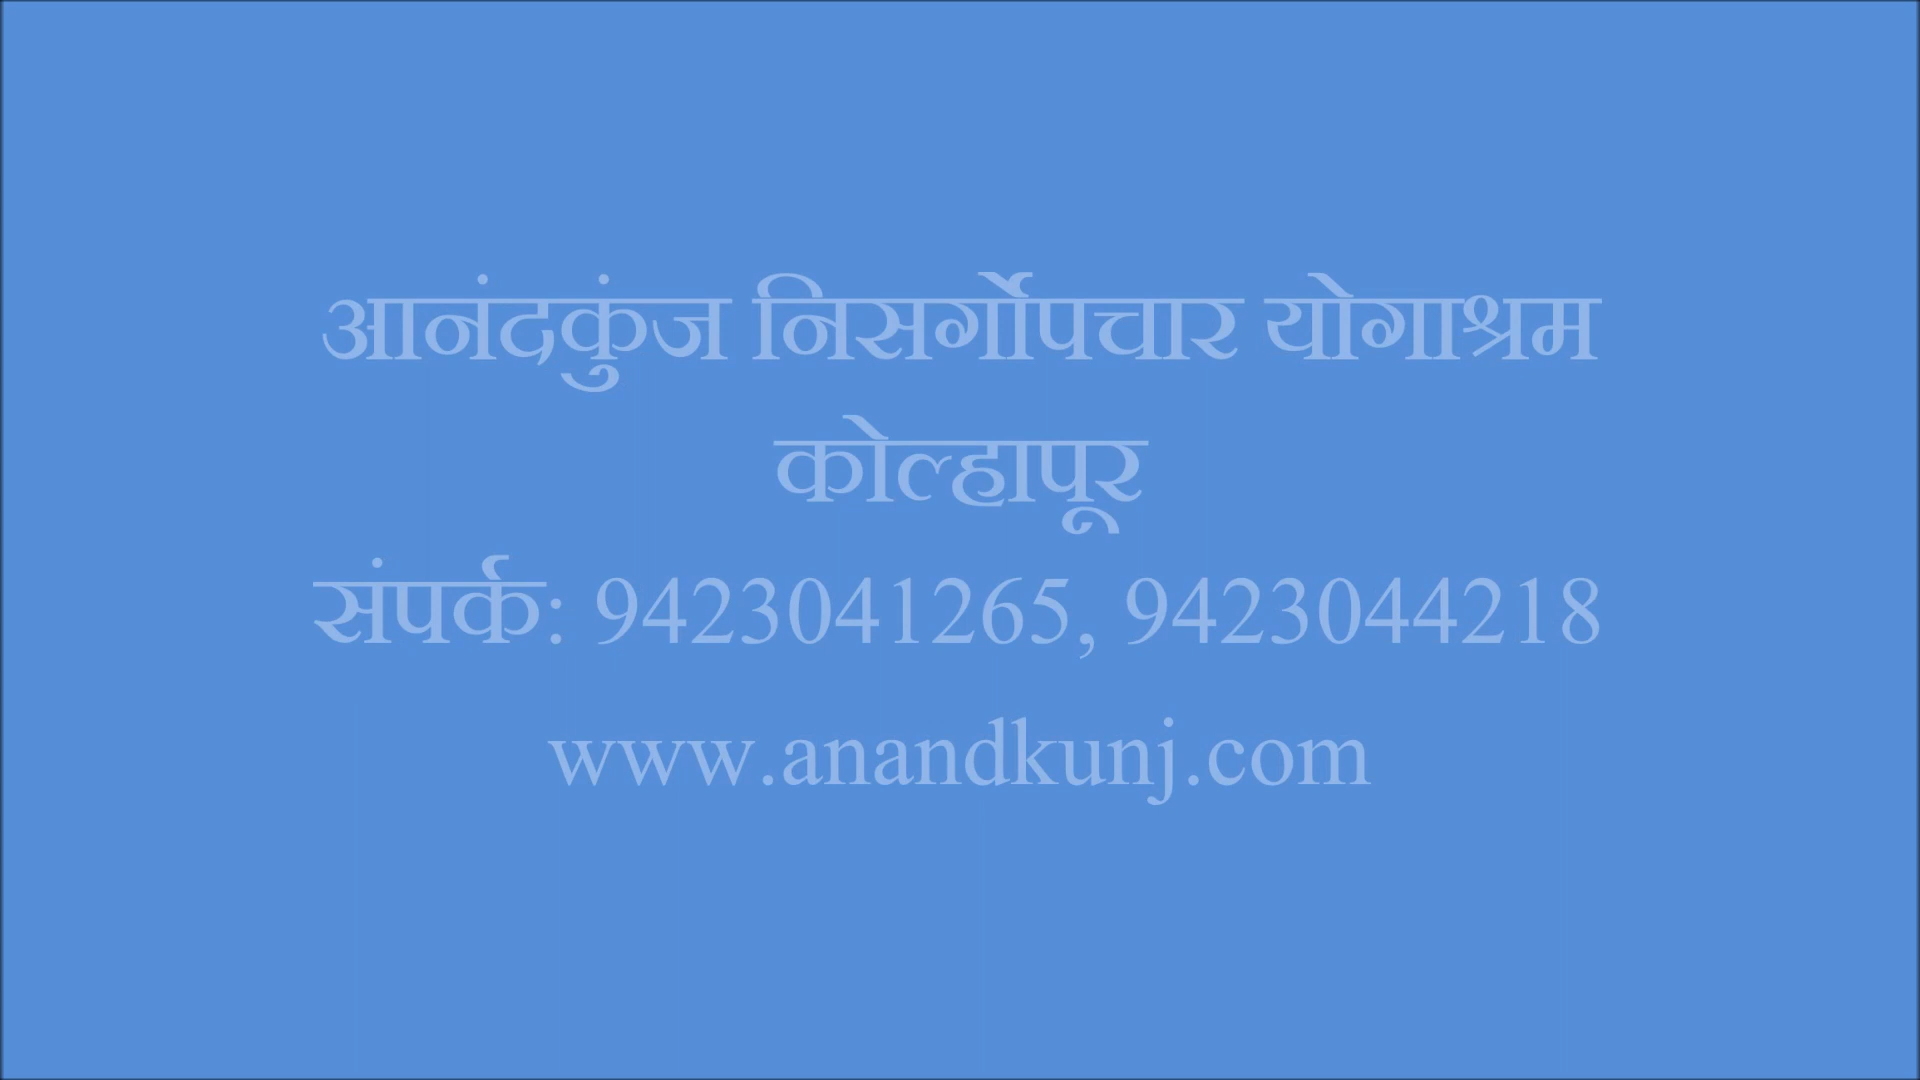 आनंदकुंज निसर्गोपचार योगाश्रम
कोल्हापूर
संपर्क: 9423041265, 9423044218
www.anandkunj.com